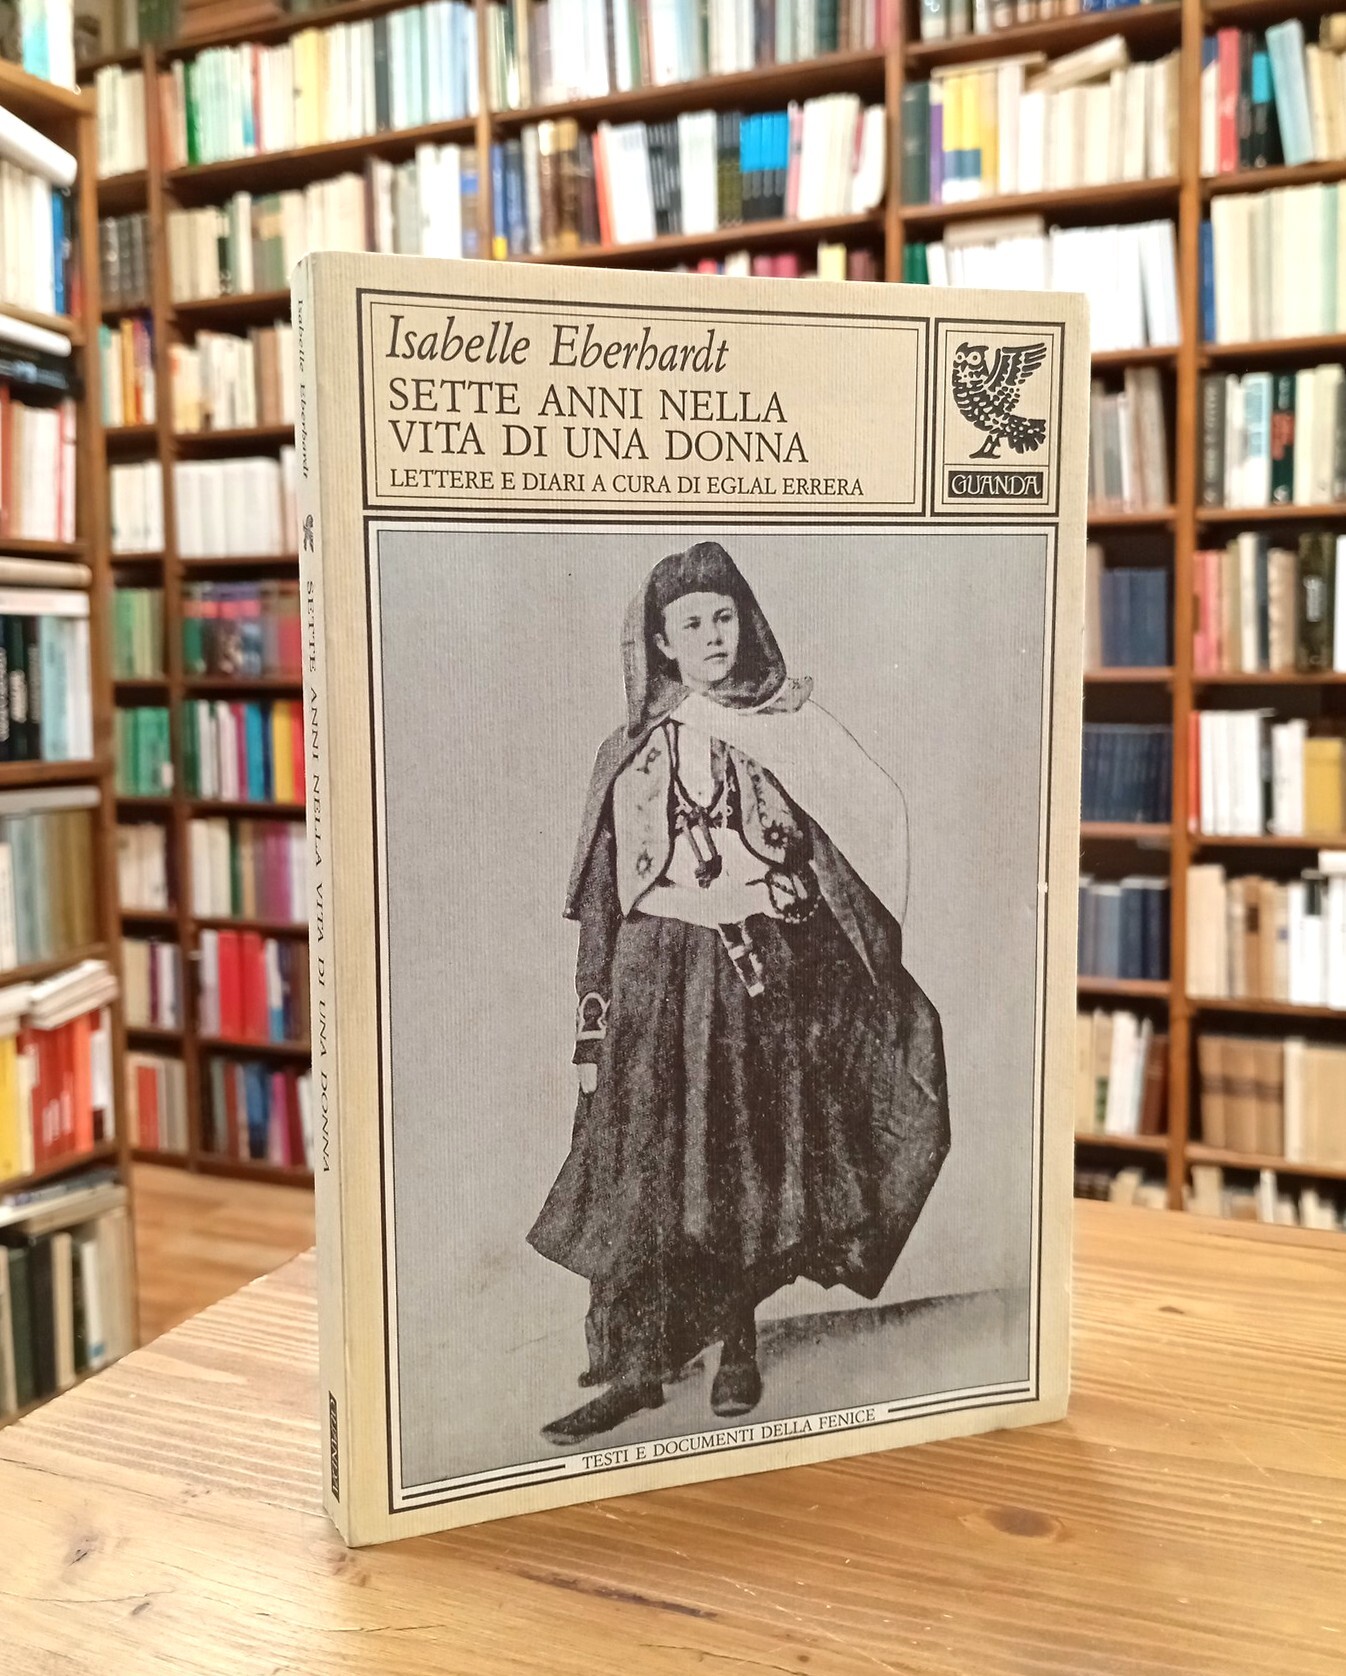 Isabelle Eberhardt
SETTE ANNI NELLA
VITA DI UNA DONNA
LETTERE E DIARI A CURA DI EGLAL ERRERA
GUANDA
TESTI E DOCUMENTI DELLA FENICE
Isabelle Eberhardt
SETTE ANNI NELLA VITA DI UNA DONNA
GUANDA